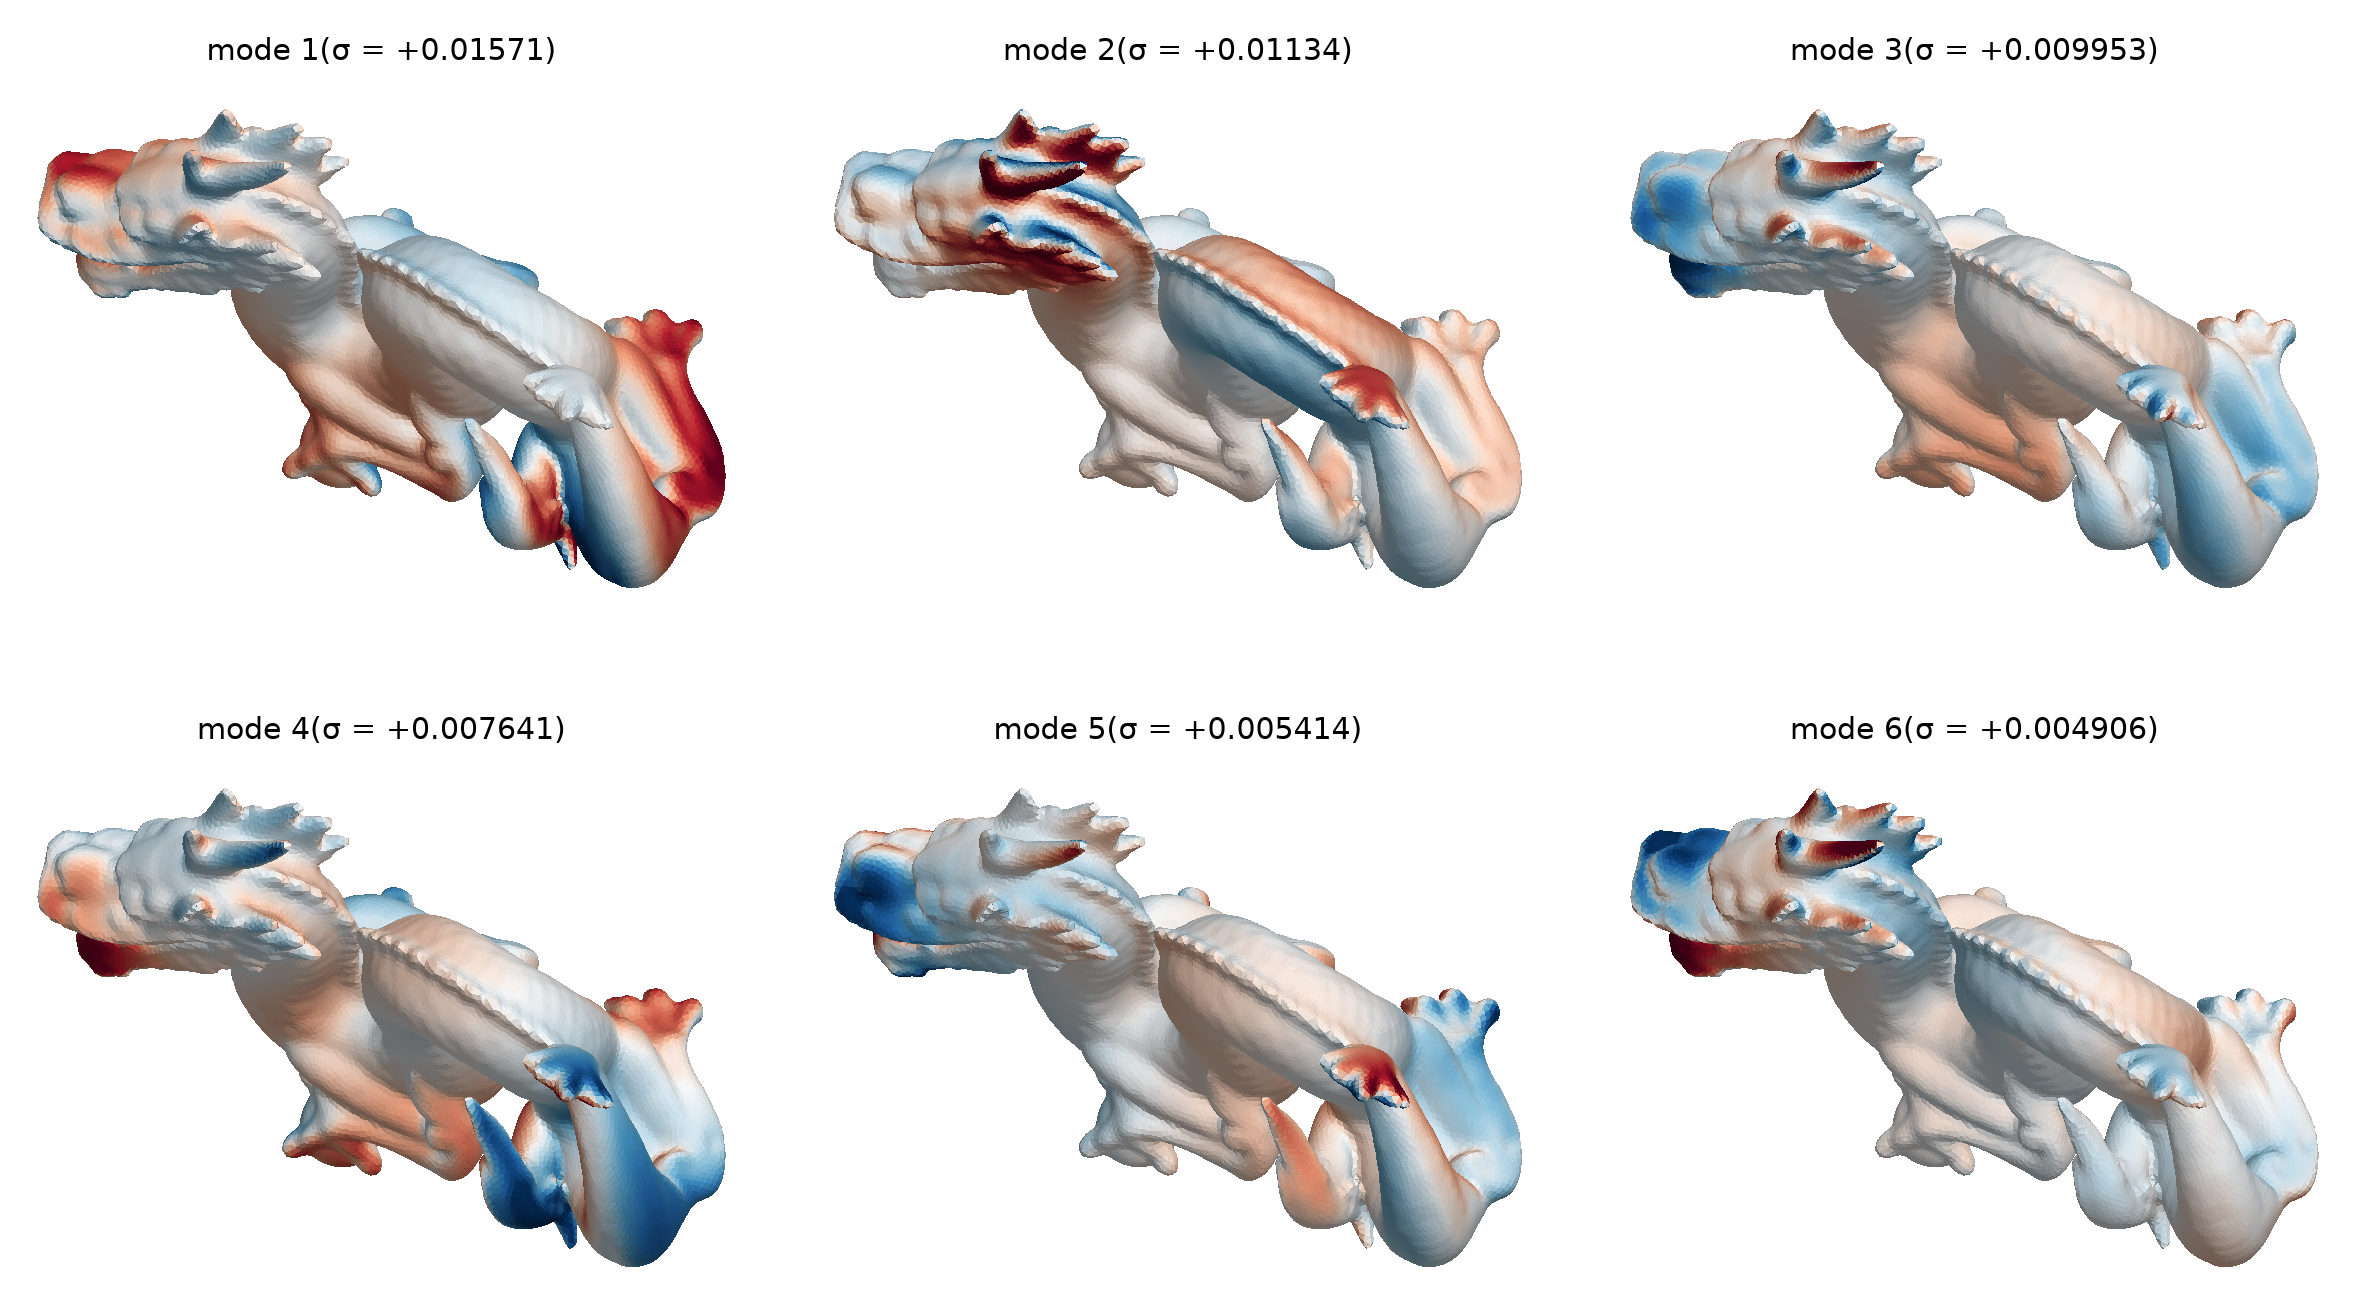 mode 1(σ = +0.01571)
mode 2(σ = +0.01134)
mode 3(σ = +0.009953)
mode 4(σ = +0.007641)
mode 5(σ = +0.005414)
mode 6(σ = +0.004906)